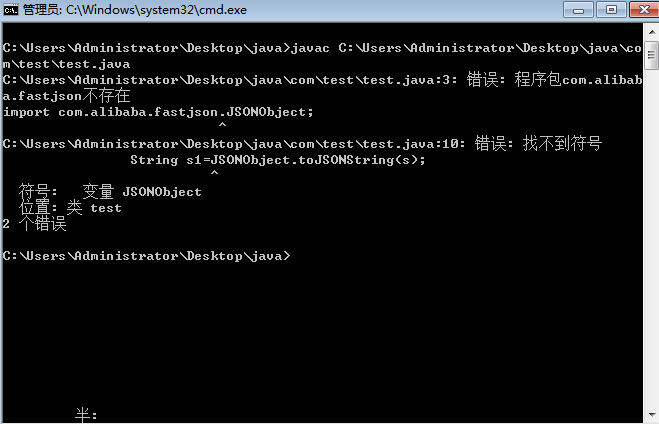 管理员: C:\Windows\system32\cmd.exe
C:\Users\Administrator\Desktop\java>javac C:\Users\Administrator\Desktop\java\co
m\test\test.java
C:\Users\Administrator\Desktop\java\com\test\test.java:3: 错误: 程序包com.alibab
a.fastjson不存在
import com.alibaba.fastjson.JSONObject;
^
C:\Users\Administrator\Desktop\java\com\test\test.java:10: 错误: 找不到符号
String s1=JSONObject.toJSONString(s);
^
符号: 变量 JSONObject
位置: 类 test
2 个错误
C:\Users\Administrator\Desktop\java>
半: